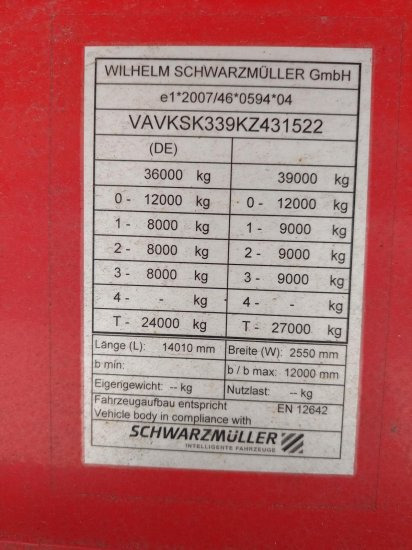 WILHELM SCHWARZMÜLLER GmbH
e1*2007/46*0594*04
VAVKSK339KZ431522
(DE)
36000 kg 39000 kg
0- 12000 kg 0- 12000 kg
1- 8000 kg 1- 9000 kg
2- 8000 kg 2- 9000 kg
3- 8000 kg 3- 9000 kg
4- - kg 4- - kg
T- 24000 kg T- 27000 kg
Länge (L): 14010 mm Breite (W): 2550 mm
b min: b / b max: 12000 mm
Eigengewicht: -- kg Nutzlast: -- kg
Fahrzeugaufbau entspricht EN 12642
Vehicle body in compliance with
SCHWARZMÜLLER
INTELLIGENTE FAHRZEUGE